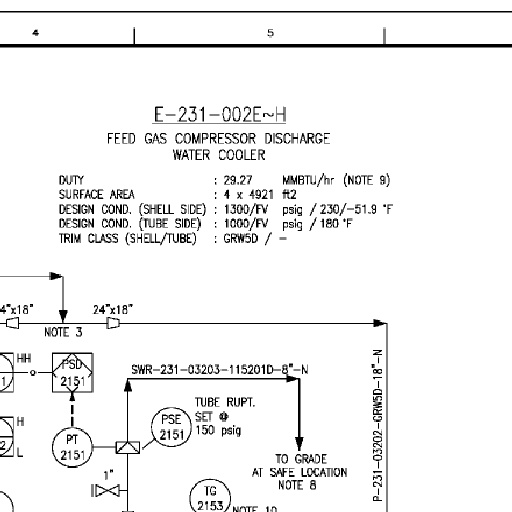 4 5
E-231-002E~H
FEED GAS COMPRESSOR DISCHARGE
WATER COOLER
DUTY : 29.27 MMBTU/hr (NOTE 9)
SURFACE AREA : 4 x 4921 ft2
DESIGN COND. (SHELL SIDE) : 1300/FV psig / 230/-51.9 °F
DESIGN COND. (TUBE SIDE) : 1000/FV psig / 180 °F
TRIM CLASS (SHELL/TUBE) : GRW5D / -
4"x18" 24"x18"
NOTE 3
HH
PSD
2151
1
SWR-231-03203-115201D-8"-N
P-231-03202-GRW5D-18"-N
TUBE RUPT.
SET @
150 psig
PSE
2151
H
2
L
PT
2151
TO GRADE
AT SAFE LOCATION
NOTE 8
1"
TG
2153
NOTE 10